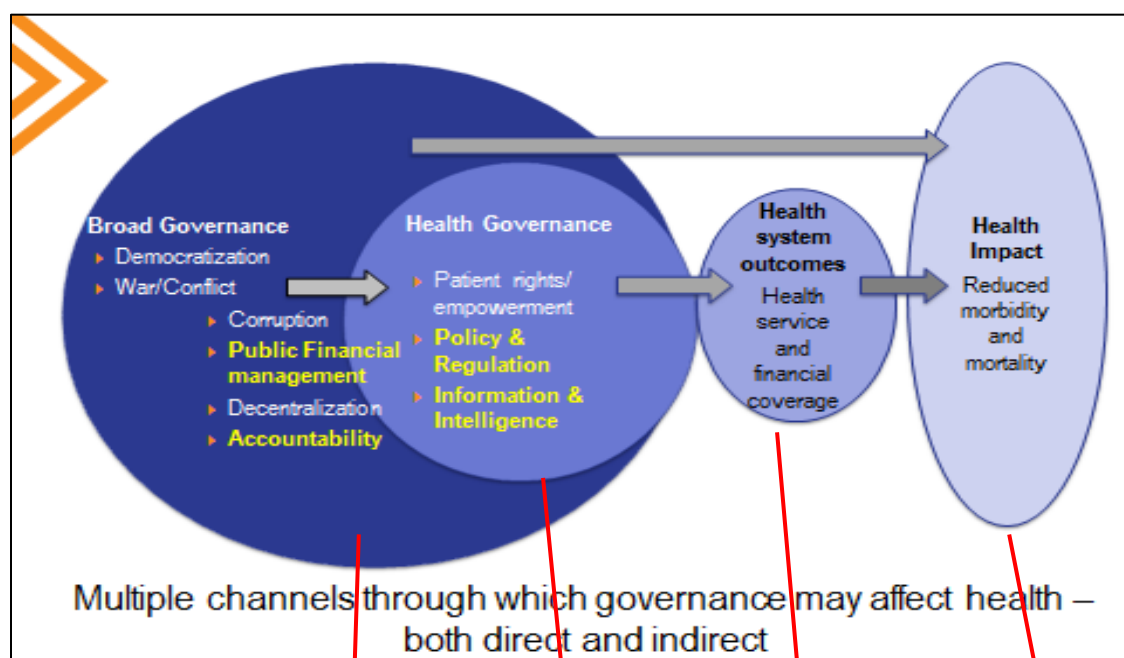 Broad Governance
Democratization
War/Conflict
Corruption
Public Financial
management
Decentralization
Accountability
Health Governance
Patient rights/
empowerment
Policy &
Regulation
Information &
Intelligence
Health
system
outcomes
Health
service
and
financial
coverage
Health
Impact
Reduced
morbidity
and
mortality
Multiple channels through which governance may affect health –
both direct and indirect